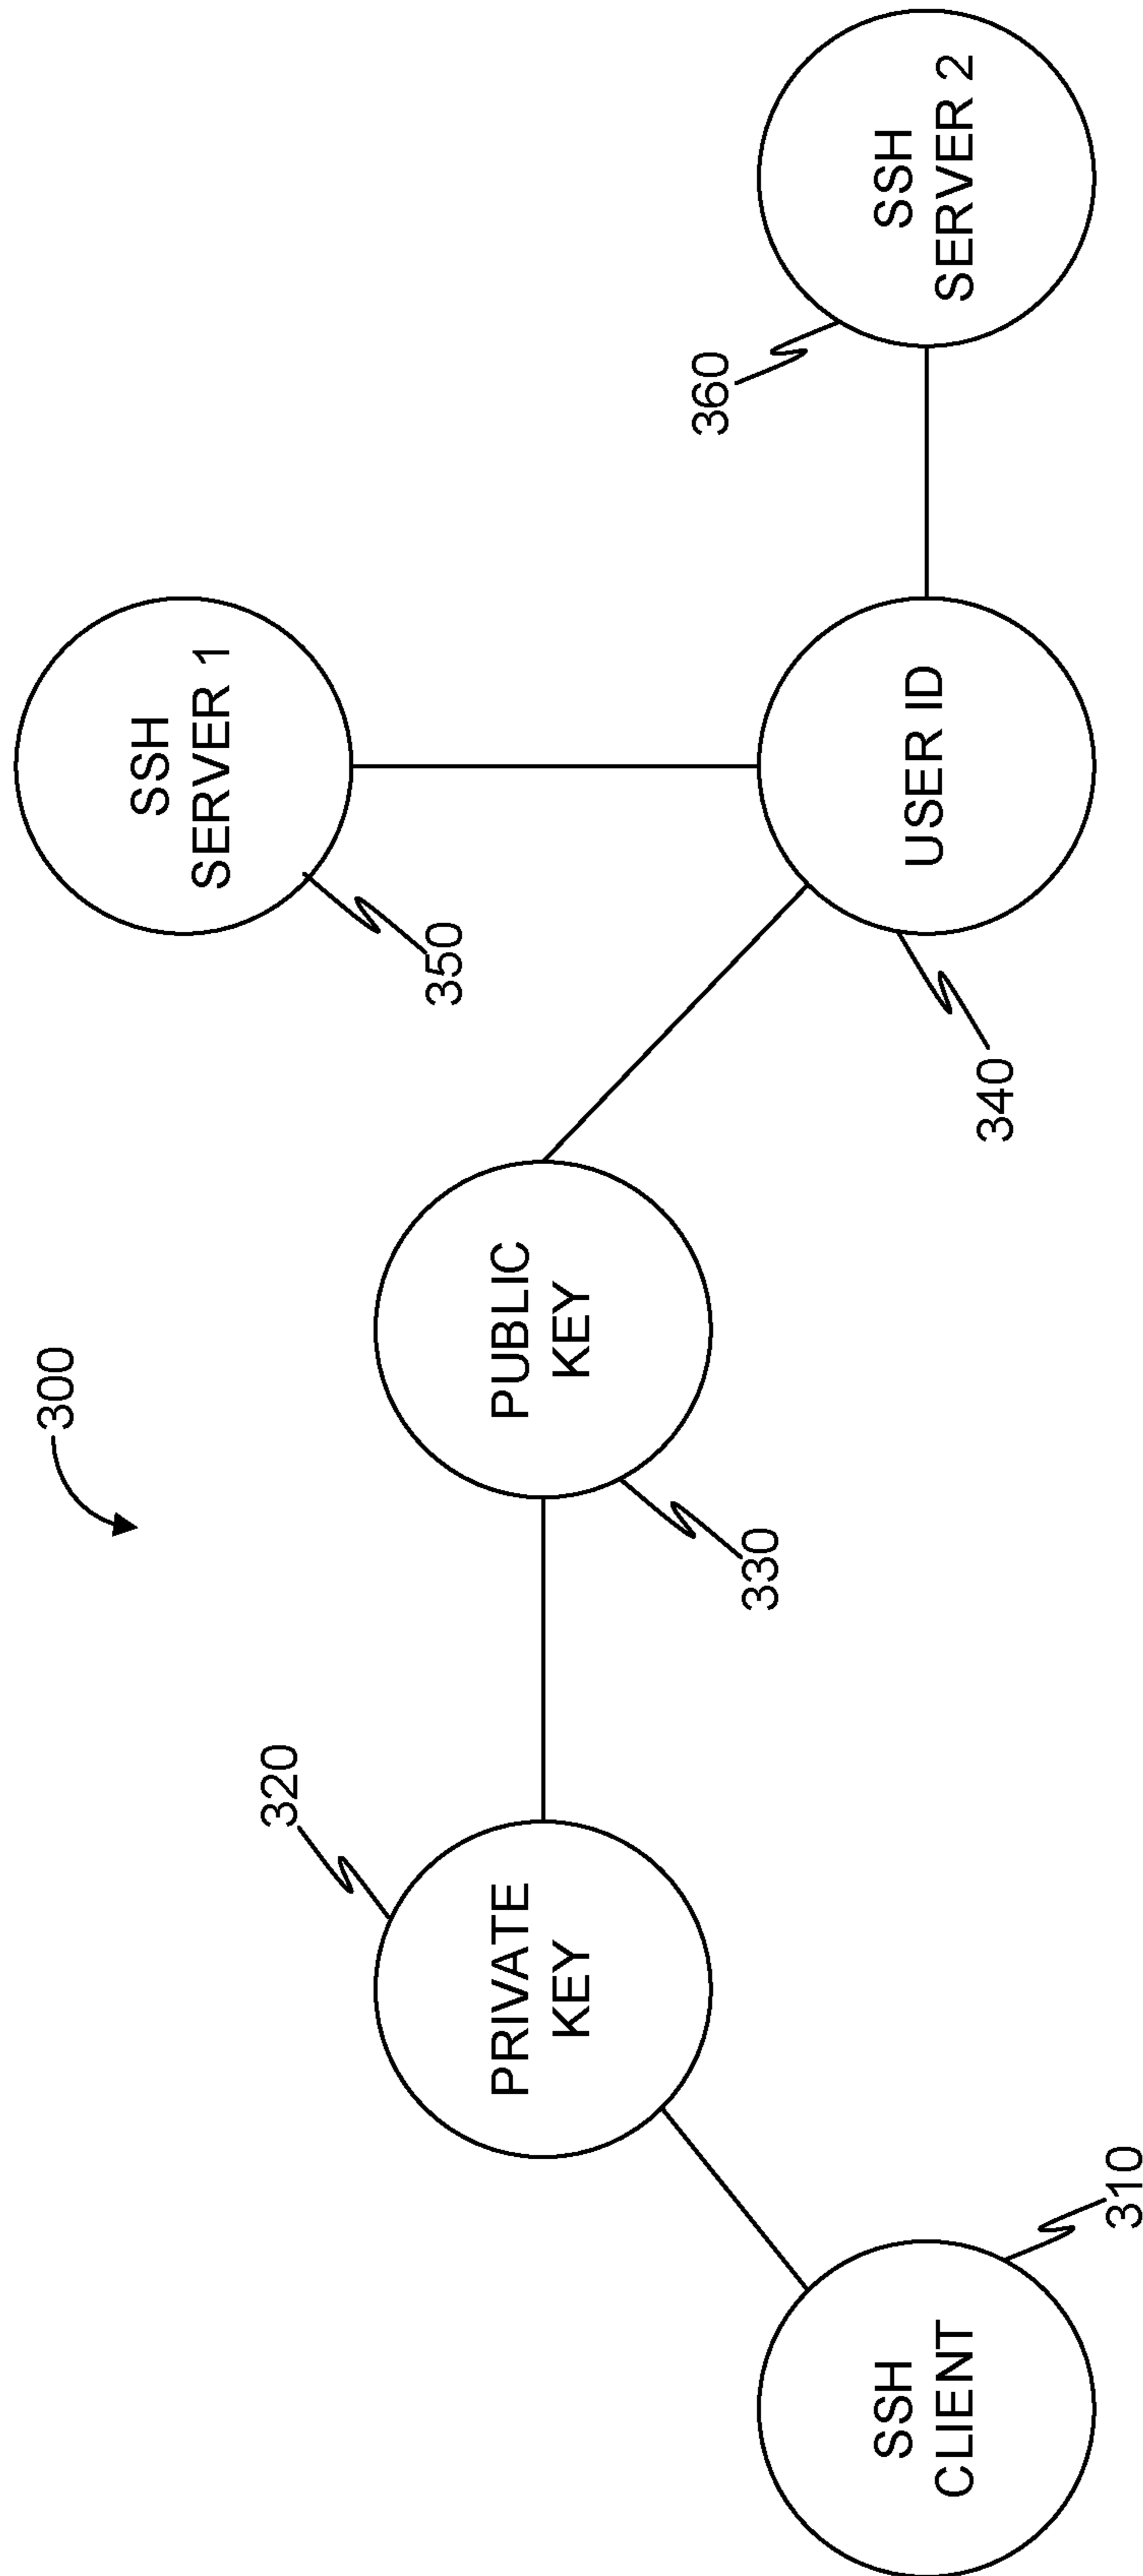 300
SSH
CLIENT
310
PRIVATE
KEY
320
PUBLIC
KEY
330
USER ID
340
SSH
SERVER 1
350
SSH
SERVER 2
360